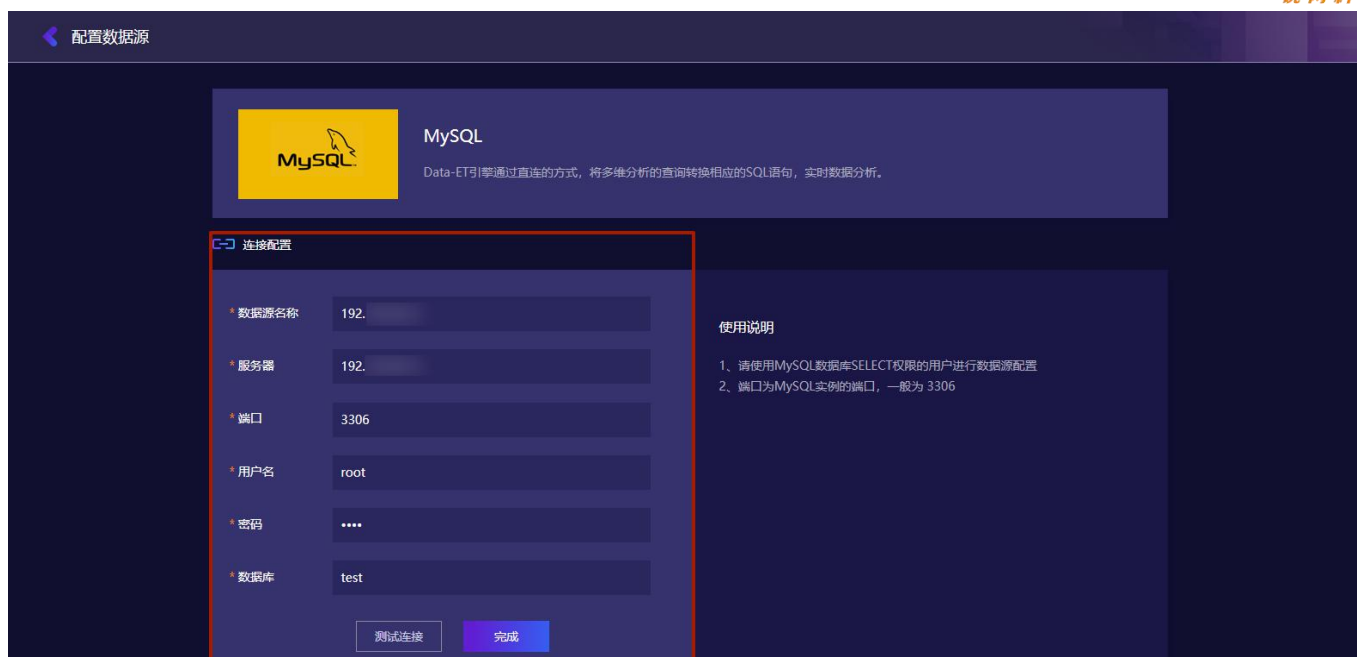 配置数据源
MySQL
MySQL
Data-ET引擎通过直连的方式，将多维分析的查询转换相应的SQL语句，实时数据分析。
连接配置
* 数据源名称 192.
* 服务器 192.
* 端口 3306
* 用户名 root
* 密码 ••••
* 数据库 test
测试连接 完成
使用说明
1、请使用MySQL数据库SELECT权限的用户进行数据源配置
2、端口为MySQL实例的端口，一般为 3306